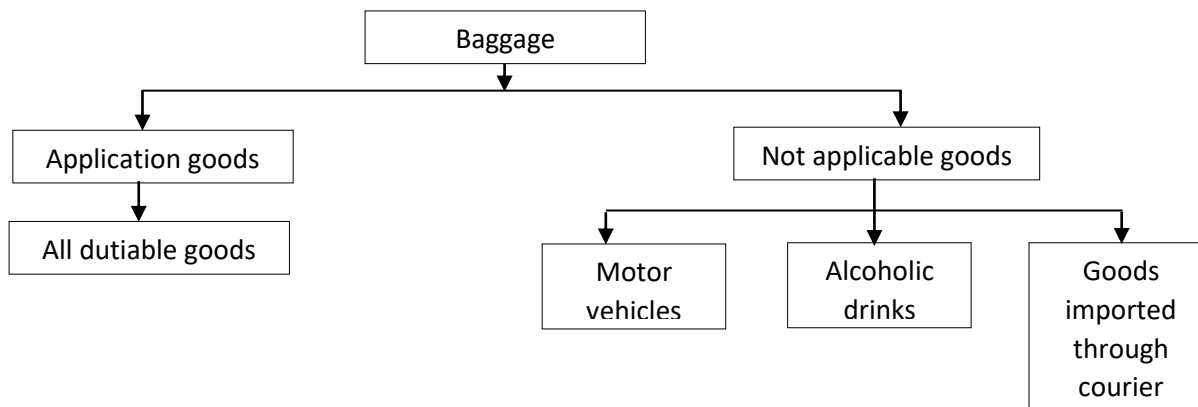 Baggage
Application goods
Not applicable goods
All dutiable goods
Motor
vehicles
Alcoholic
drinks
Goods
imported
through
courier